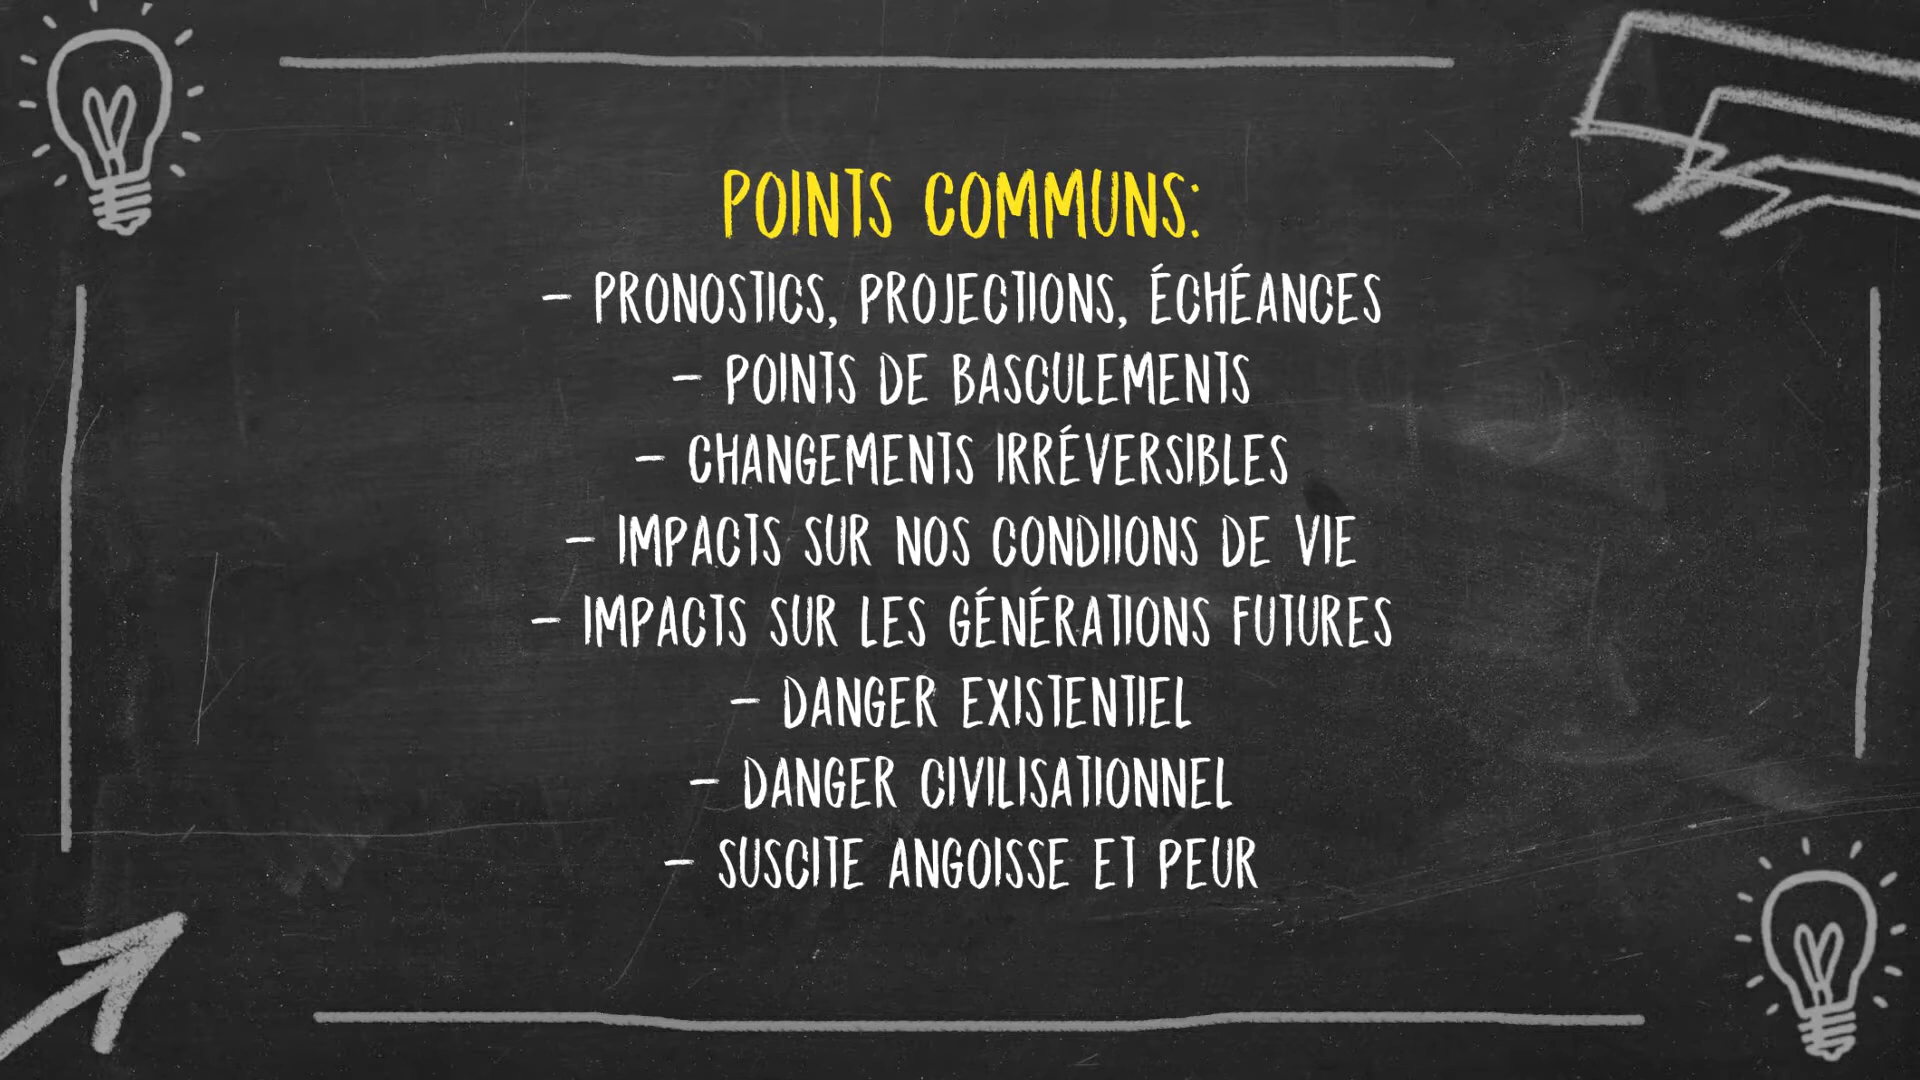 POINTS COMMUNS:
– PRONOSTICS, PROJECTIONS, ÉCHÉANCES
– POINTS DE BASCULEMENTS
– CHANGEMENTS IRRÉVERSIBLES
– IMPACTS SUR NOS CONDIIONS DE VIE
– IMPACTS SUR LES GÉNÉRATIONS FUTURES
– DANGER EXISTENTIEL
– DANGER CIVILISATIONNEL
– SUSCITE ANGOISSE ET PEUR